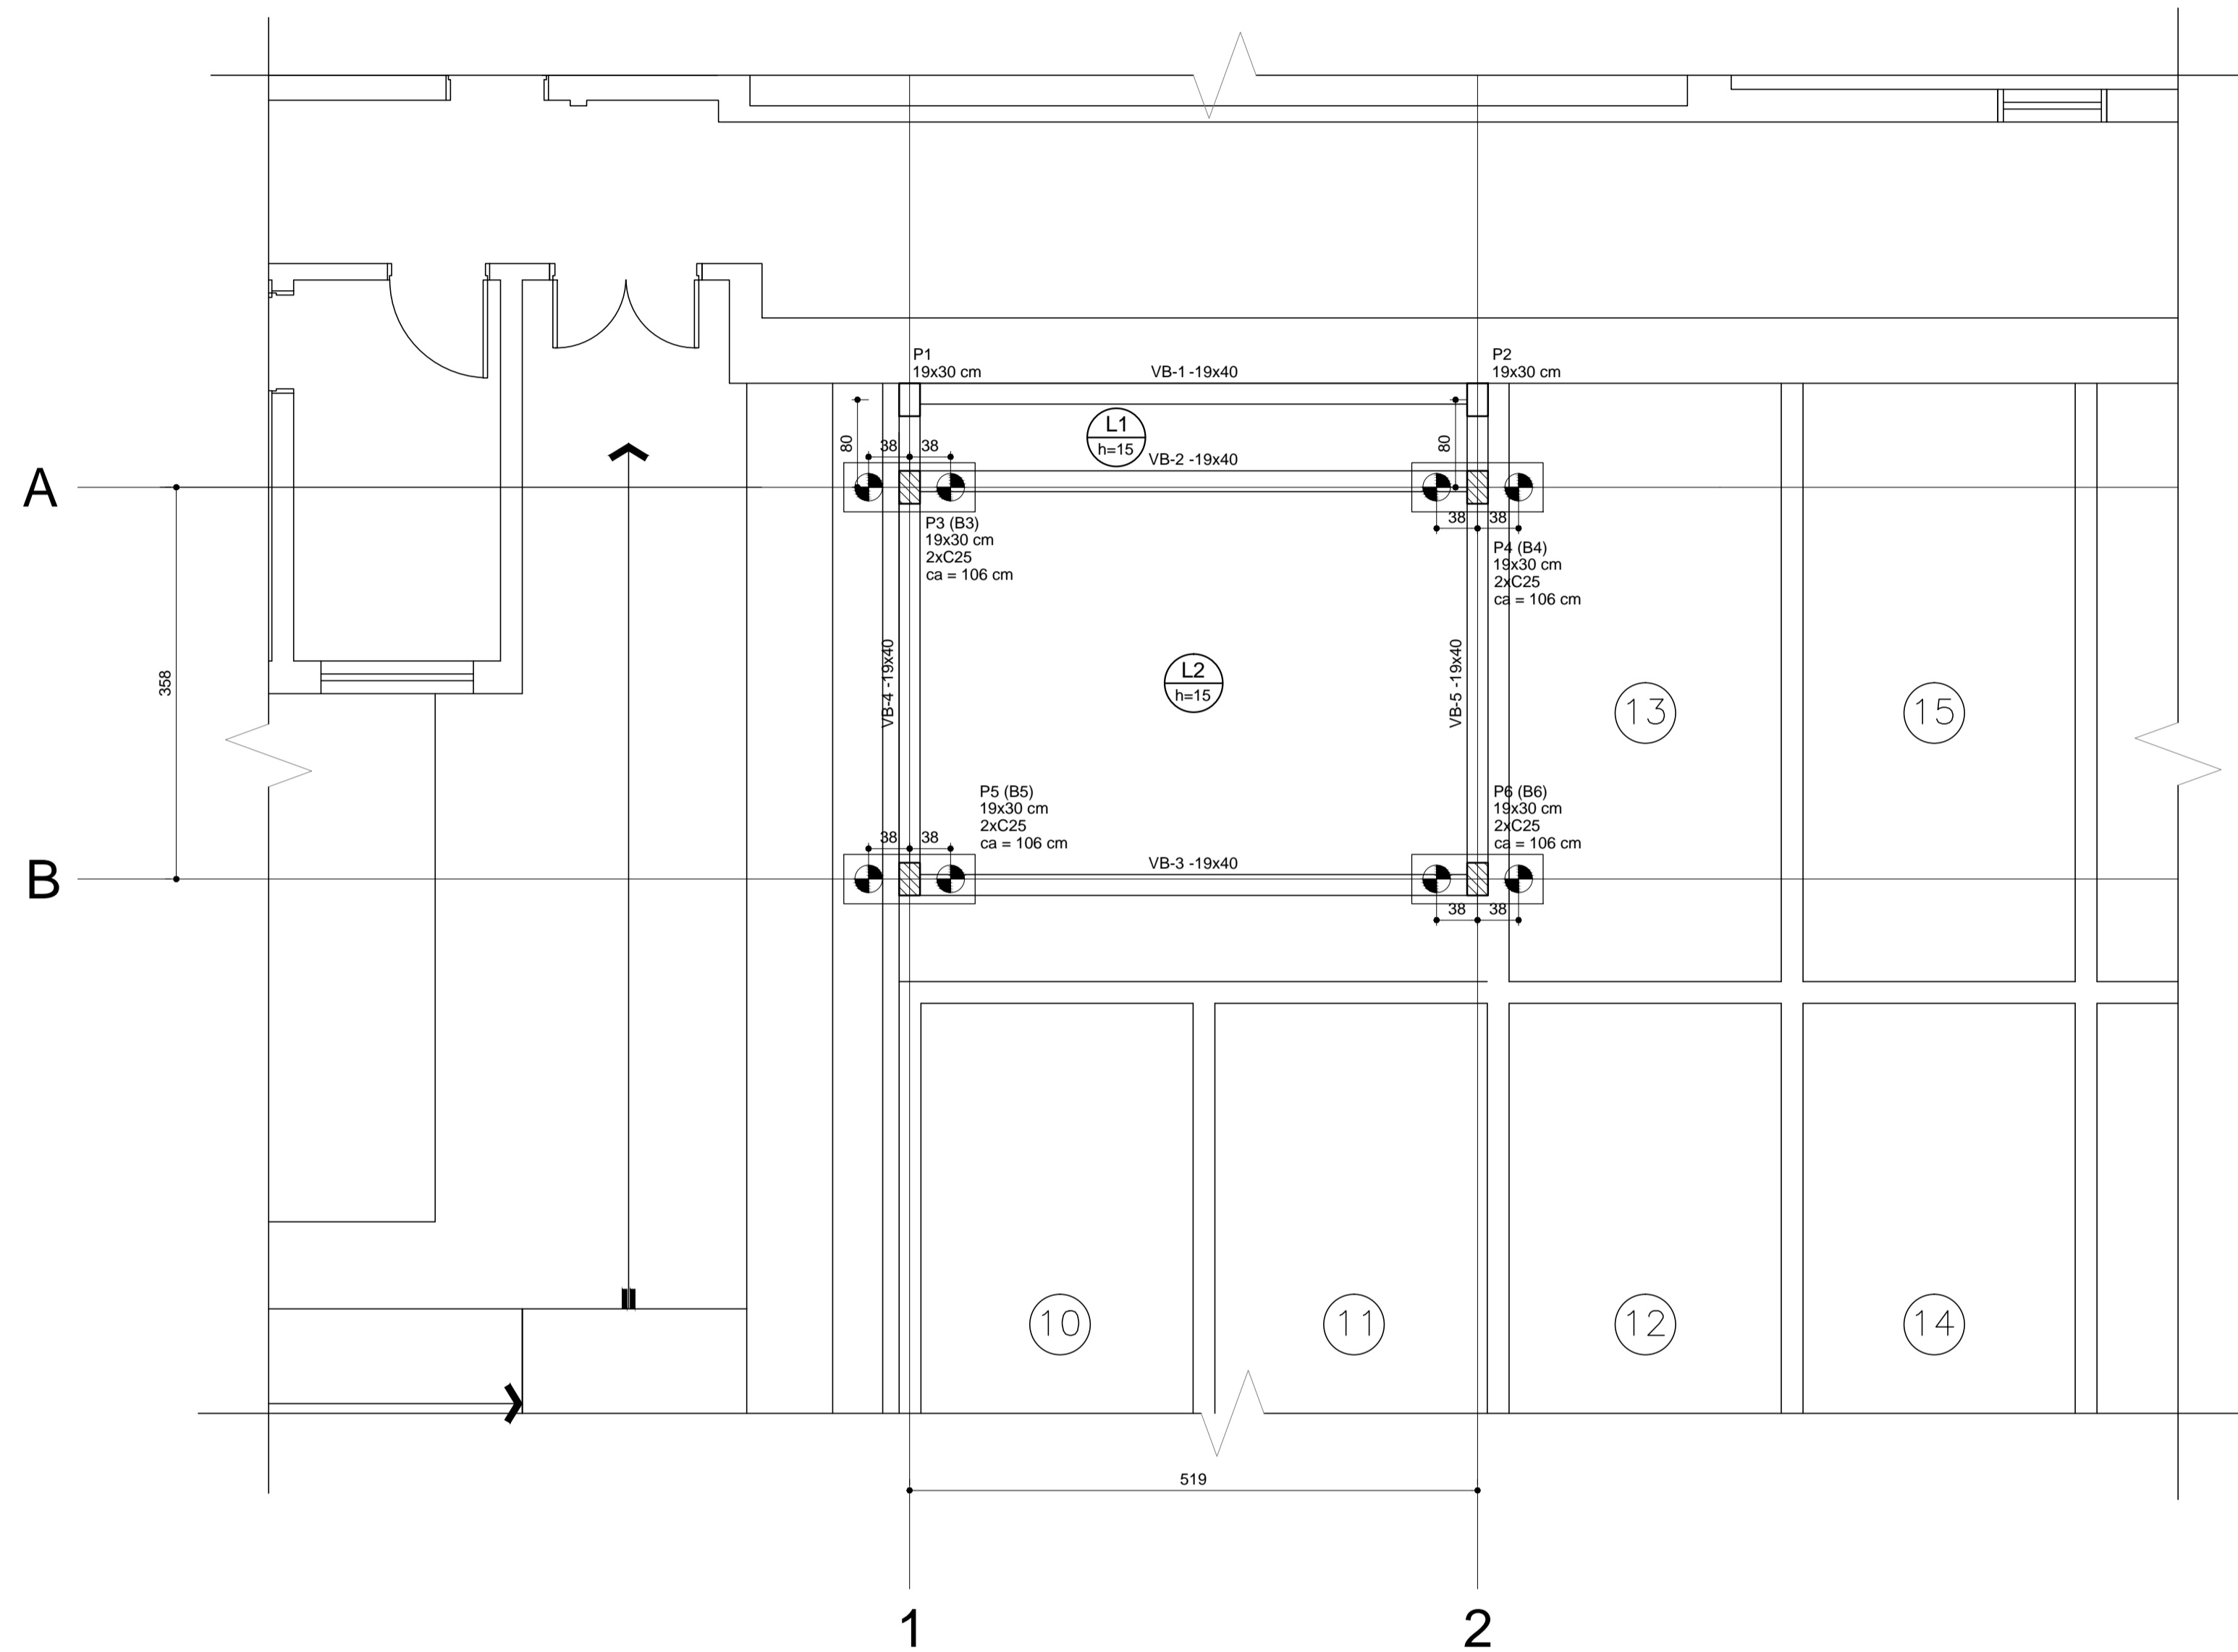 P1
19x30 cm
VB-1 -19x40
P2
19x30 cm
L1
h=15
80
38
38
80
VB-2 -19x40
A
38
38
P3 (B3)
19x30 cm
2xC25
ca = 106 cm
P4 (B4)
19x30 cm
2xC25
ca = 106 cm
358
VB-4 -19x40
L2
h=15
VB-5 -19x40
13
15
P5 (B5)
19x30 cm
2xC25
ca = 106 cm
P6 (B6)
19x30 cm
2xC25
ca = 106 cm
38
38
VB-3 -19x40
B
38
38
10
11
12
14
519
1
2